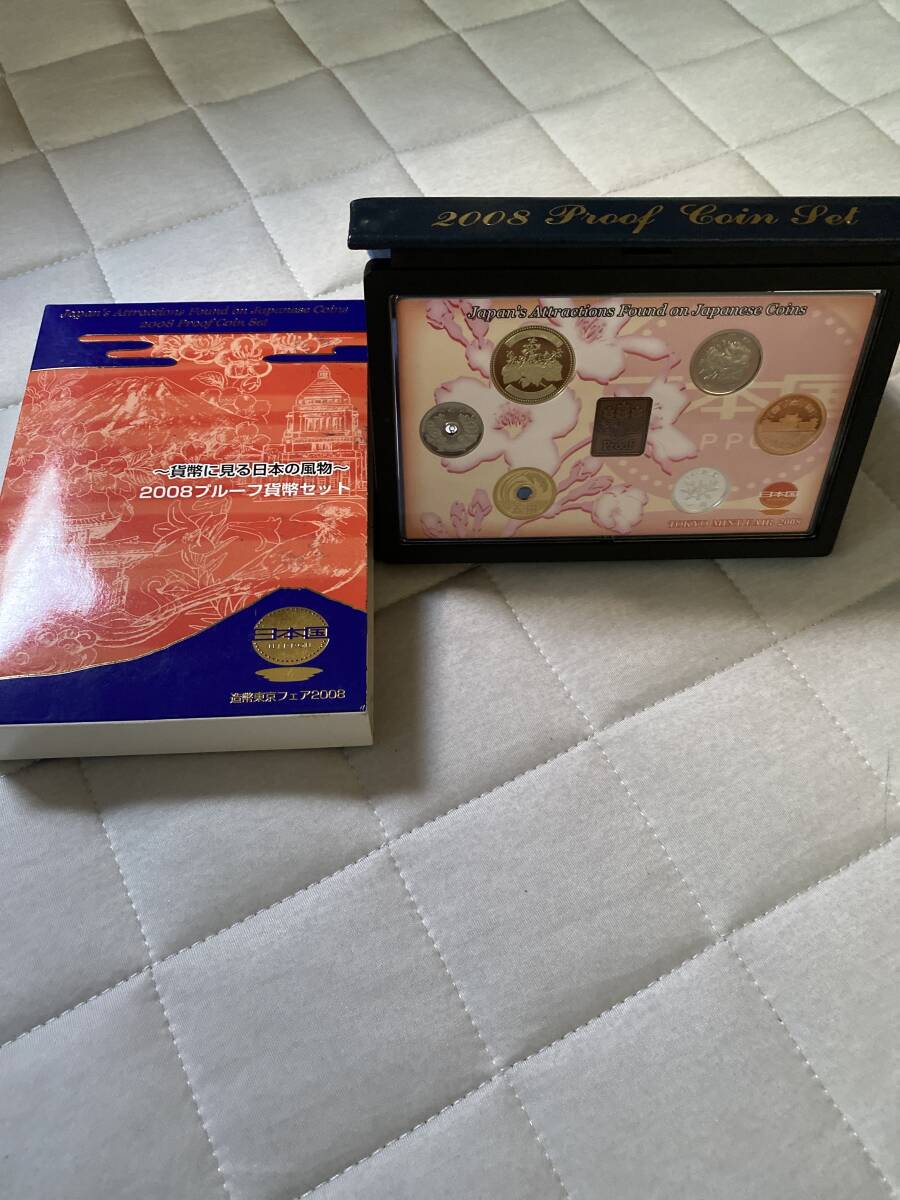 Japan's Attractions Found on Japanese Coins
2008 Proof Coin Set
～貨幣に見る日本の風物～
2008プルーフ貨幣セット
日本国
NIPPON
造幣東京フェア2008
2008 Proof Coin Set
Japan's Attractions Found on Japanese Coins
Proof
日本国
TOKYO MINT FAIR 2008